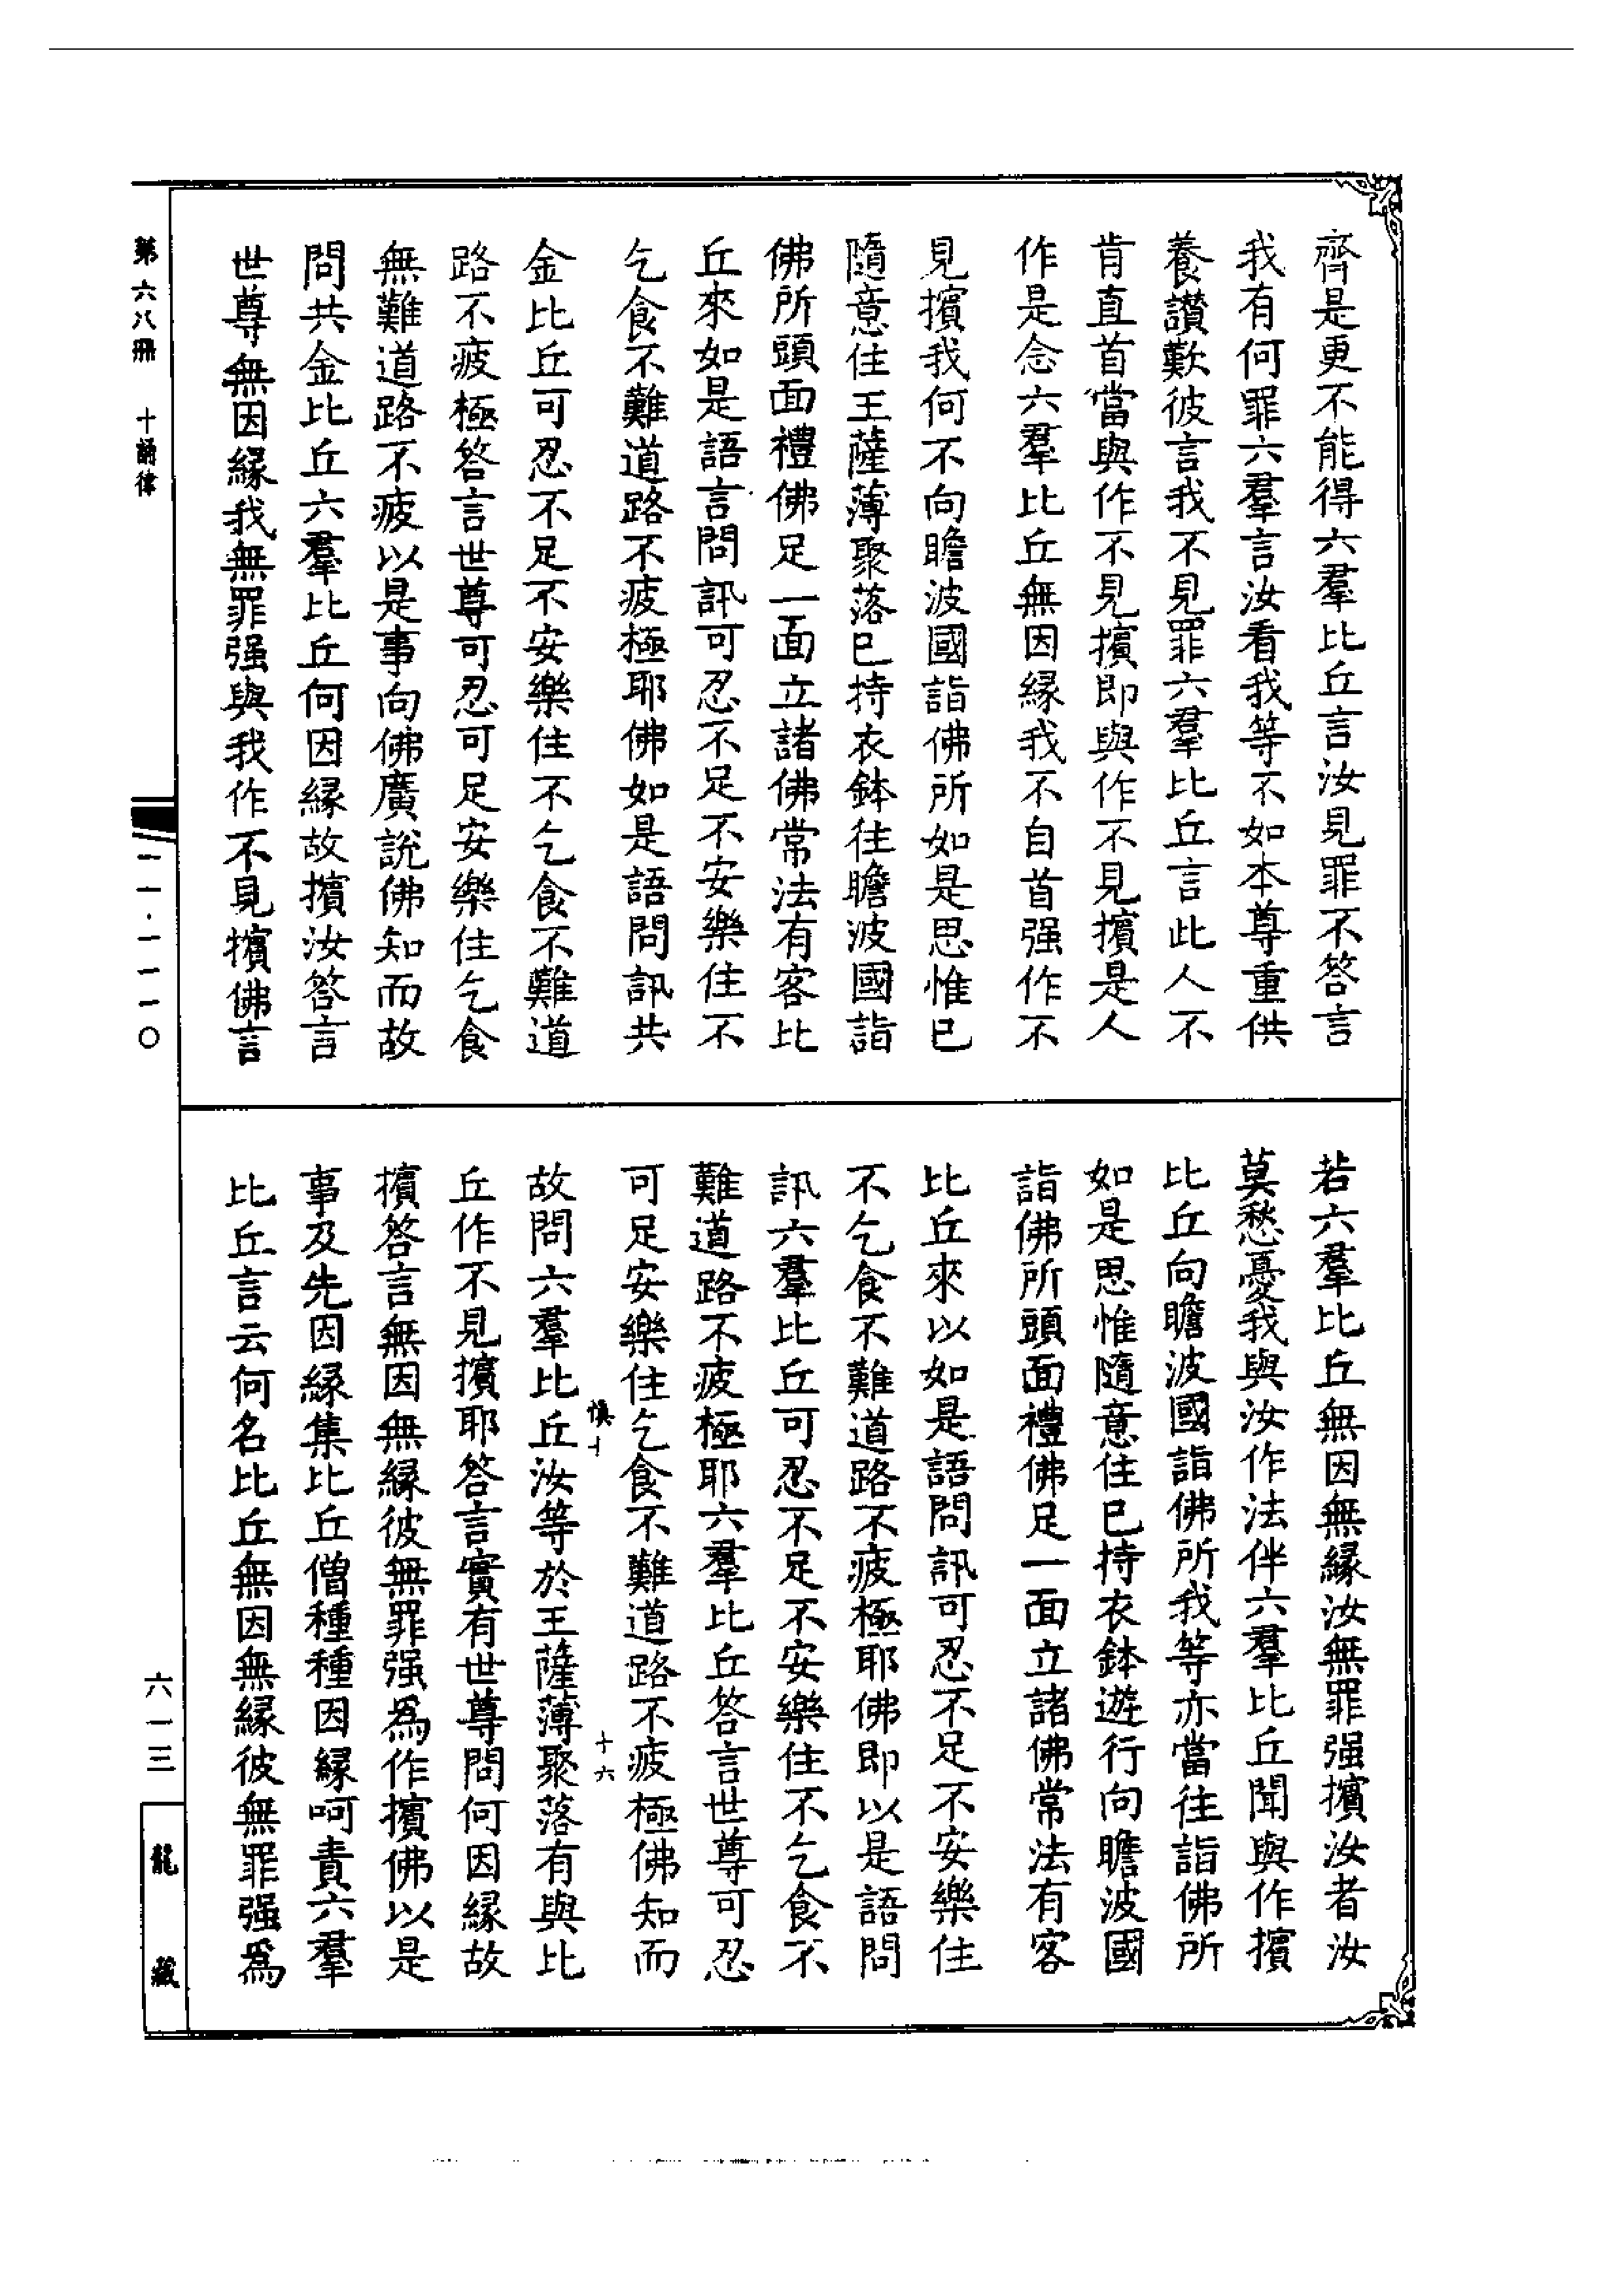 齊是更不能得六羣比丘言汝見罪不答言
我有何罪六羣言汝看我等不如本尊重供
養讃歎彼言我不見罪六羣比丘言此人不
肯直首當與作不見擯即與作不見擯是人
作是念六羣比丘無因緣我不自首强作不
見擯我何不向瞻波國詣佛所如是思惟已
隨意住王薩薄聚落已持衣鉢往瞻波國詣
佛所頭面禮佛足一面立諸佛常法有客比
丘來如是語言問訊可忍不足不安樂住不
乞食不難道路不疲極耶佛如是語問訊共
金比丘可忍不足不安樂住不乞食不難道
路不疲極答言世尊可忍可足安樂住乞食
無難道路不疲以是事向佛廣說佛知而故
問共金比丘六羣比丘何因緣故擯汝答言
世尊無因緣我無罪强與我作不見擯佛言
若六羣比丘無因無緣汝無罪强擯汝者汝
莫愁憂我與汝作法伴六羣比丘聞與作擯
比丘向瞻波國詣佛所我等亦當往詣佛所
如是思惟隨意住已持衣鉢遊行向瞻波國
詣佛所頭面禮佛足一面立諸佛常法有客
比丘來以如是語問訊可忍不足不安樂住
不乞食不難道路不疲極耶佛即以是語問
訊六羣比丘可忍不足不安樂住不乞食不
難道路不疲極耶六羣比丘答言世尊可忍
可足安樂住乞食不難道路不疲極佛知而
慎十
十六
故問六羣比丘汝等於王薩薄聚落有與比
丘作不見擯耶答言實有世尊問何因緣故
擯答言無因無緣彼無罪强爲作擯佛以是
事及先因緣集比丘僧種種因緣呵責六羣
比丘言云何名比丘無因無緣彼無罪强爲
第六八冊 十誦律
一一·一一一〇
六一三
龍藏